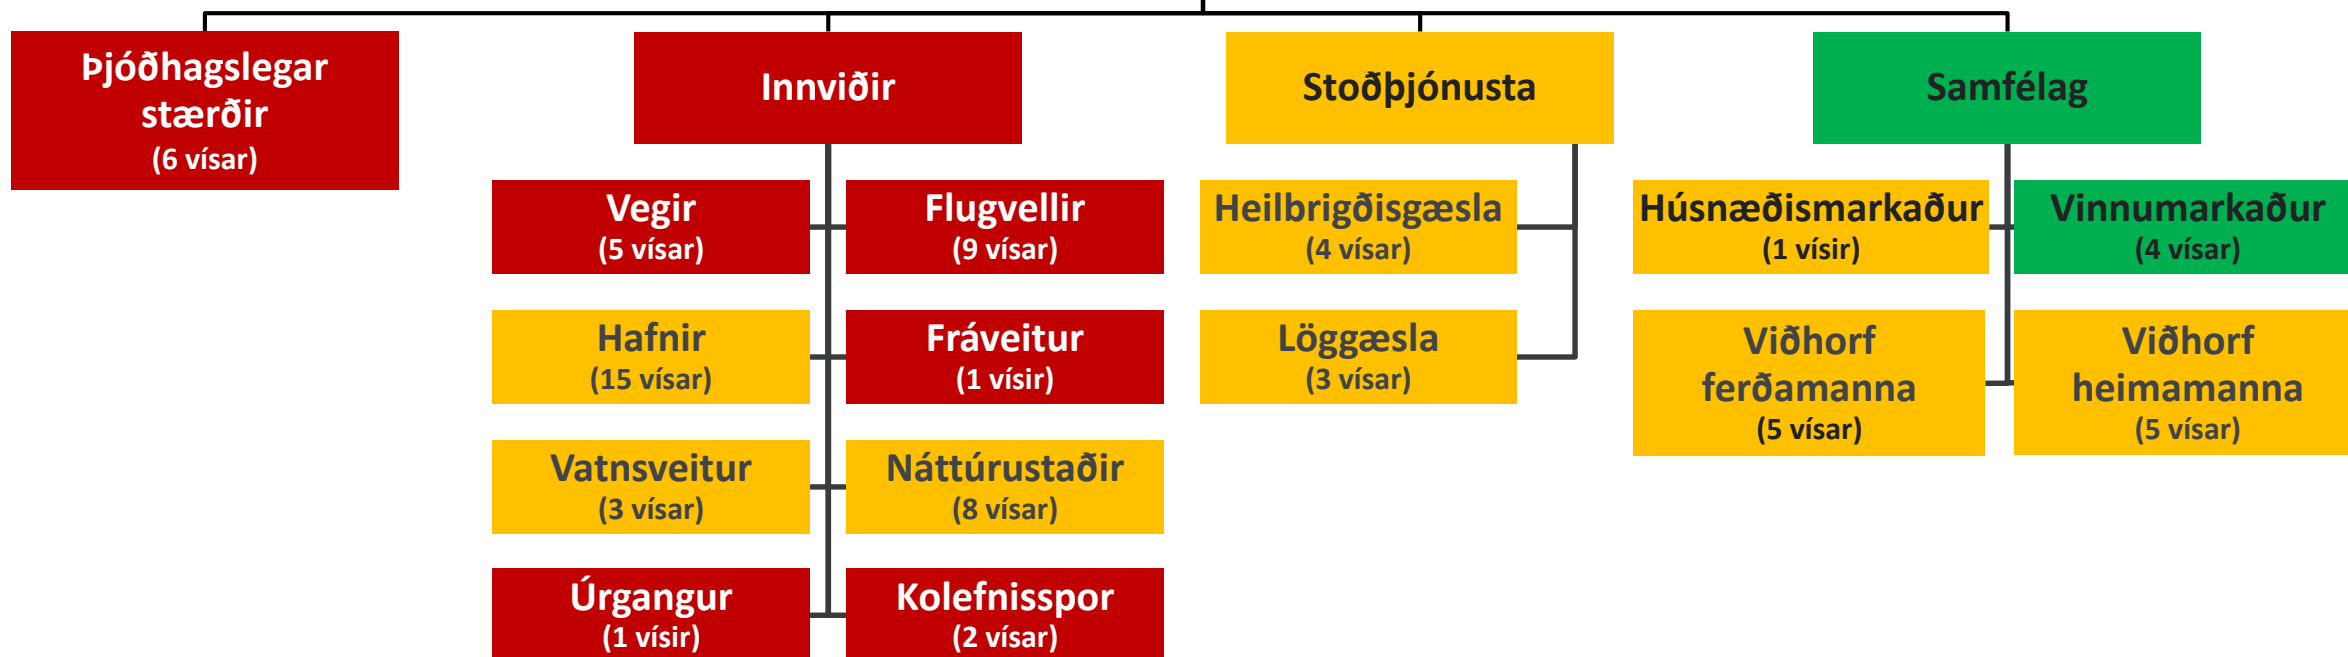 Þjóðhagslegar
stærðir
(6 vísar)
Innviðir
Stoðþjónusta
Samfélag
Vegir
(5 vísar)
Flugvellir
(9 vísar)
Hafnir
(15 vísar)
Fráveitur
(1 vísir)
Vatnsveitur
(3 vísar)
Náttúrustaðir
(8 vísar)
Úrgangur
(1 vísir)
Kolefnisspor
(2 vísar)
Heilbrigðisgæsla
(4 vísar)
Löggæsla
(3 vísar)
Húsnæðismarkaður
(1 vísir)
Vinnumarkaður
(4 vísar)
Viðhorf
ferðamanna
(5 vísar)
Viðhorf
heimamanna
(5 vísar)